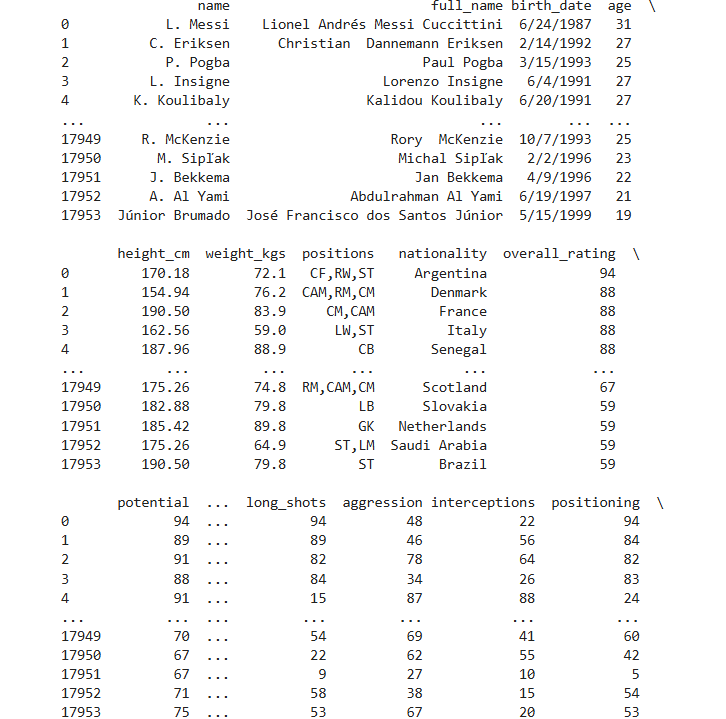 name full_name birth_date age \
0 L. Messi Lionel Andrés Messi Cuccittini 6/24/1987 31
1 C. Eriksen Christian  Dannemann Eriksen 2/14/1992 27
2 P. Pogba Paul Pogba 3/15/1993 25
3 L. Insigne Lorenzo Insigne 6/4/1991 27
4 K. Koulibaly Kalidou Koulibaly 6/20/1991 27
... ... ... ... ...
17949 R. McKenzie Rory  McKenzie 10/7/1993 25
17950 M. Sipľak Michal Sipľak 2/2/1996 23
17951 J. Bekkema Jan Bekkema 4/9/1996 22
17952 A. Al Yami Abdulrahman Al Yami 6/19/1997 21
17953 Júnior Brumado José Francisco dos Santos Júnior 5/15/1999 19
height_cm weight_kgs positions nationality overall_rating \
0 170.18 72.1 CF,RW,ST Argentina 94
1 154.94 76.2 CAM,RM,CM Denmark 88
2 190.50 83.9 CM,CAM France 88
3 162.56 59.0 LW,ST Italy 88
4 187.96 88.9 CB Senegal 88
... ... ... ... ... ...
17949 175.26 74.8 RM,CAM,CM Scotland 67
17950 182.88 79.8 LB Slovakia 59
17951 185.42 89.8 GK Netherlands 59
17952 175.26 64.9 ST,LM Saudi Arabia 59
17953 190.50 79.8 ST Brazil 59
potential ... long_shots aggression interceptions positioning \
0 94 ... 94 48 22 94
1 89 ... 89 46 56 84
2 91 ... 82 78 64 82
3 88 ... 84 34 26 83
4 91 ... 15 87 88 24
... ... ... ... ... ... ...
17949 70 ... 54 69 41 60
17950 67 ... 22 62 55 42
17951 67 ... 9 27 10 5
17952 71 ... 58 38 15 54
17953 75 ... 53 67 20 53